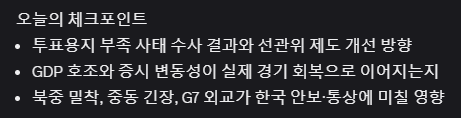 오늘의 체크포인트
• 투표용지 부족 사태 수사 결과와 선관위 제도 개선 방향
• GDP 호조와 증시 변동성이 실제 경기 회복으로 이어지는지
• 북중 밀착, 중동 긴장, G7 외교가 한국 안보·통상에 미칠 영향